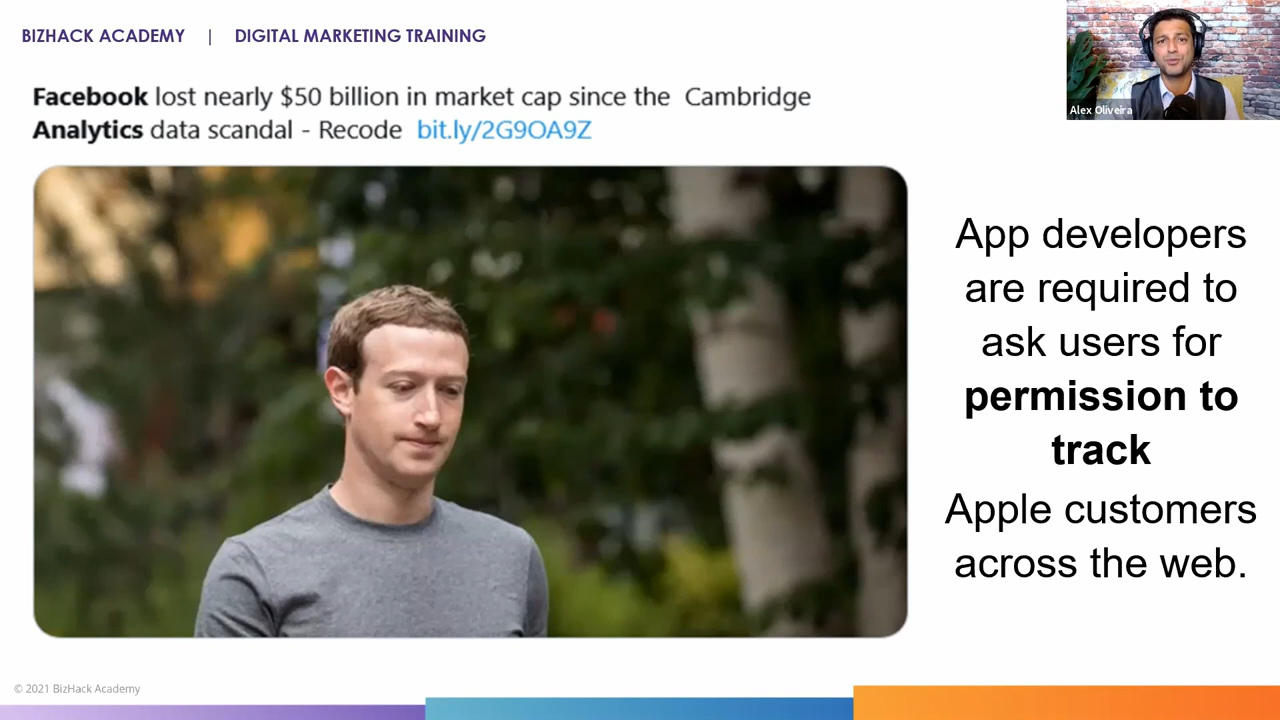 BIZHACK ACADEMY | DIGITAL MARKETING TRAINING
Alex Oliveira
Facebook lost nearly $50 billion in market cap since the Cambridge
Analytics data scandal - Recode bit.ly/2G9OA9Z
App developers
are required to
ask users for
permission to
track
Apple customers
across the web.
© 2021 BizHack Academy